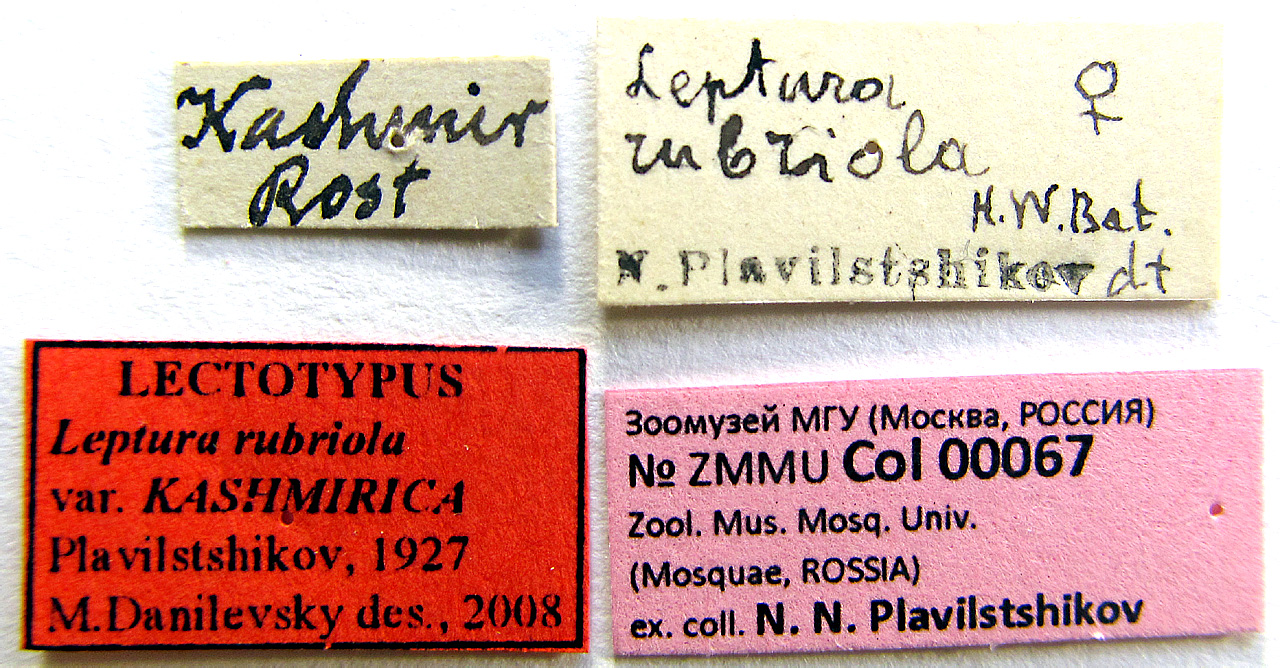 Kashmir
Rost
Leptura ♀
rubriola
H.W.Bat.
N. Plavilstshikov dt
LECTOTYPUS
Leptura rubriola
var. KASHMIRICA
Plavilstshikov, 1927
M.Danilevsky des., 2008
Зоомузей МГУ (Москва, РОССИЯ)
№ ZMMU Col 00067
Zool. Mus. Mosq. Univ.
(Mosquae, ROSSIA)
ex. coll. N. N. Plavilstshikov